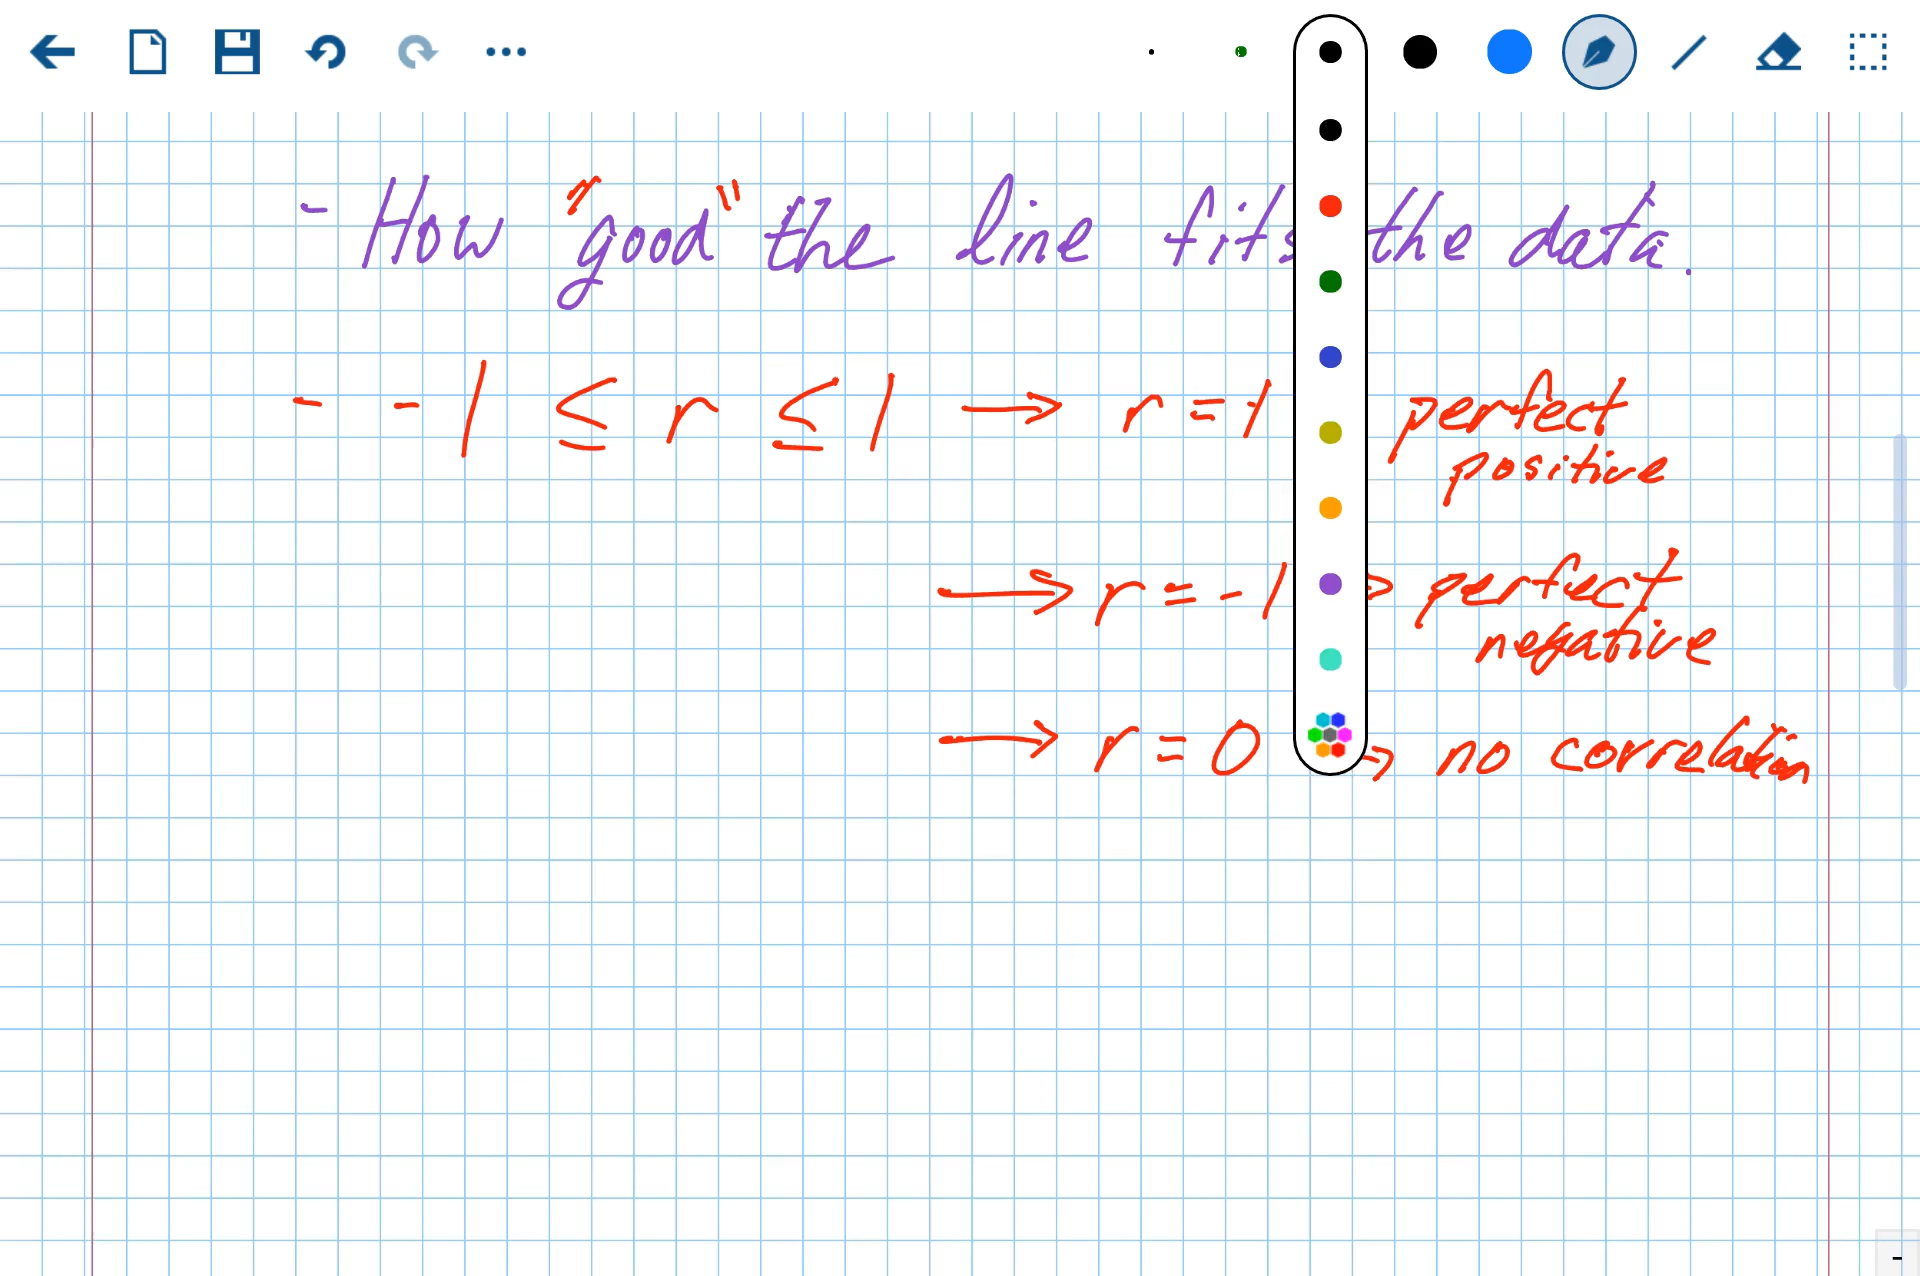 - How "good" the line fits the data.
- -1 ≤ r ≤ 1 → r = 1 perfect
positive
→ r = -1 → perfect
negative
→ r = 0 → no correlation